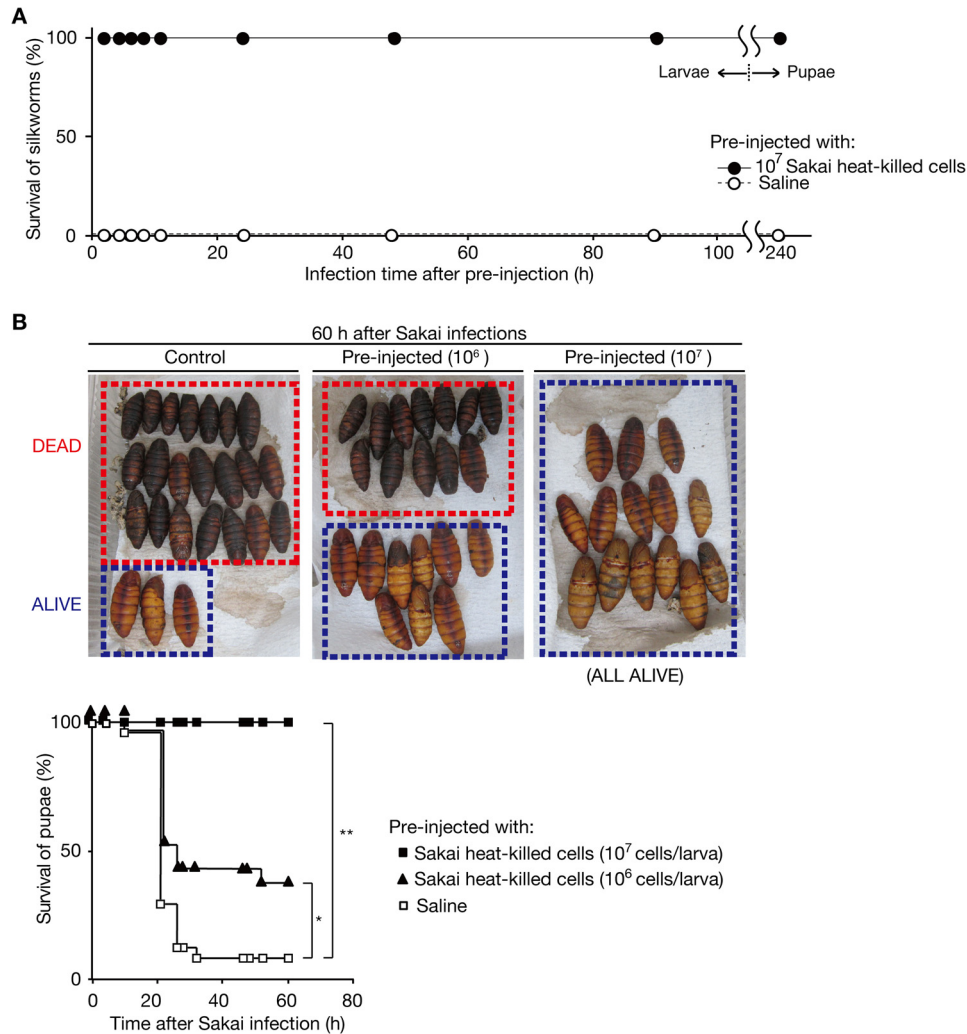 A
100
50
0
Survival of silkworms (%)
Larvae
Pupae
Pre-injected with:
10⁷ Sakai heat-killed cells
Saline
0 20 40 60 80 100 240
Infection time after pre-injection (h)
B
60 h after Sakai infections
Control
Pre-injected (10⁶ )
Pre-injected (10⁷ )
DEAD
ALIVE
(ALL ALIVE)
100
50
0
Survival of pupae (%)
**
*
Pre-injected with:
Sakai heat-killed cells (10⁷ cells/larva)
Sakai heat-killed cells (10⁶ cells/larva)
Saline
0 20 40 60 80
Time after Sakai infection (h)